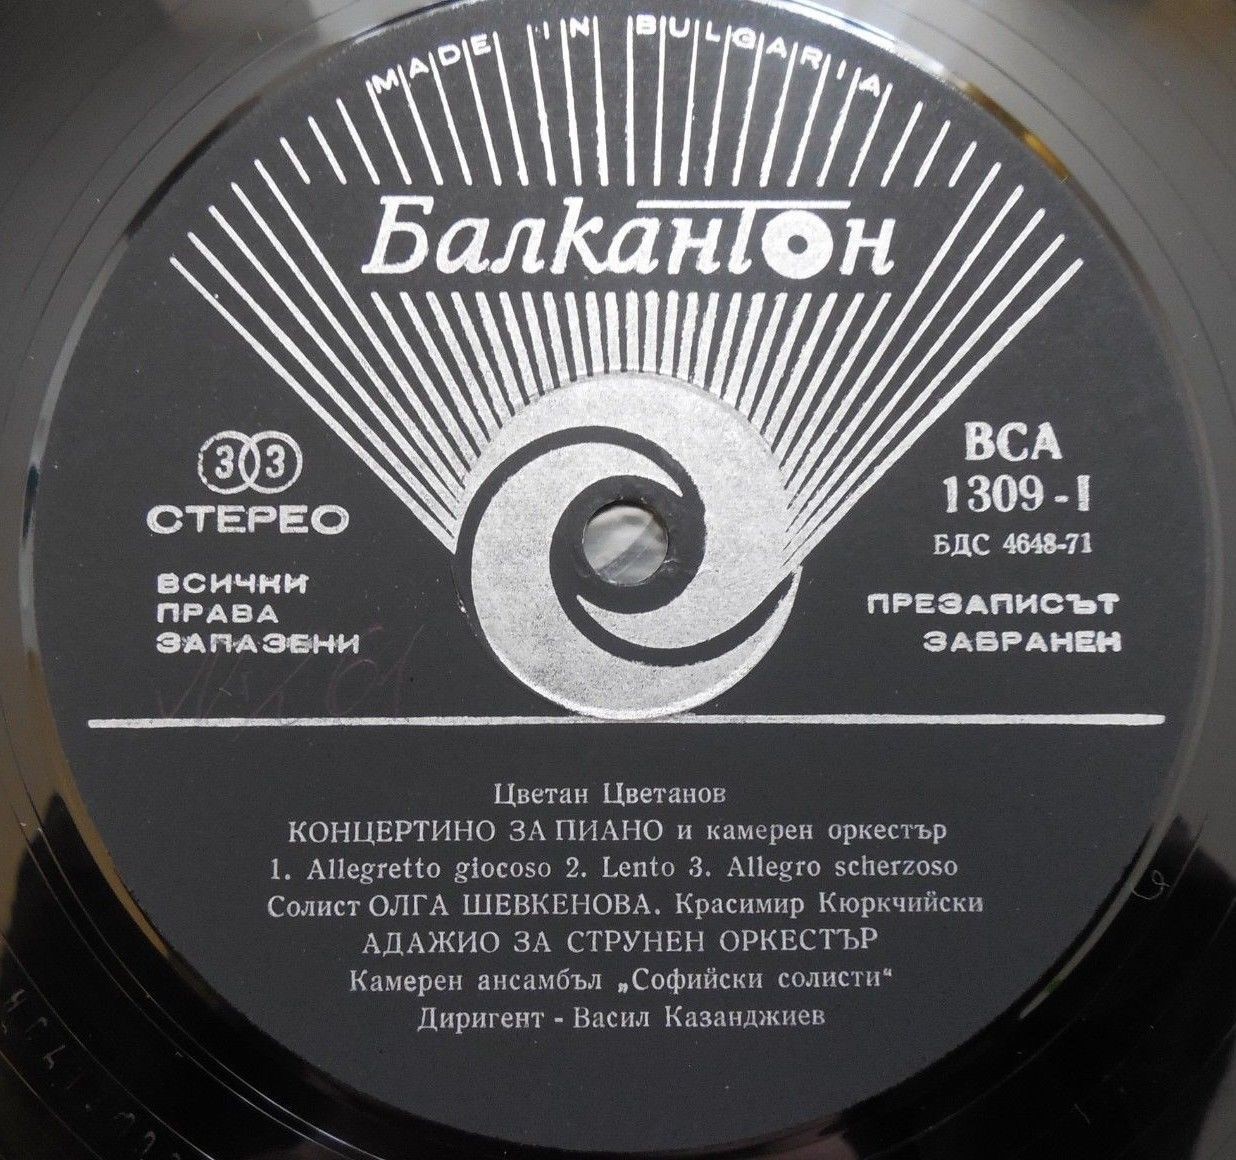 MADE IN BULGARIA
Балкантон
33
СТЕРЕО
ВСИЧКИ
ПРАВА
ЗАПАЗЕНИ
ВСА
1309-I
БДС 4648-71
ПРЕЗАПИСЪТ
ЗАБРАНЕН
Цветан Цветанов
КОНЦЕРТИНО ЗА ПИАНО и камерен оркестър
1. Allegretto giocoso 2. Lento 3. Allegro scherzoso
Солист ОЛГА ШЕВКЕНОВА. Красимир Кюркчийски
АДАЖИО ЗА СТРУНЕН ОРКЕСТЪР
Камерен ансамбъл „Софийски солисти“
Диригент - Васил Казанджиев